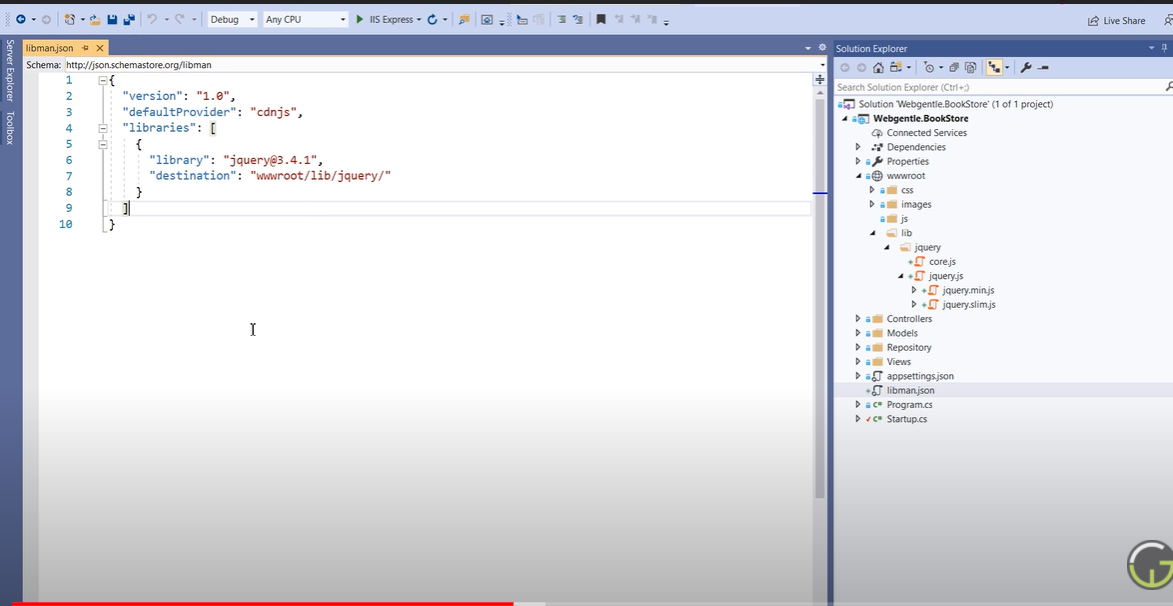 Debug Any CPU IIS Express Live Share
Server Explorer
Toolbox
libman.json
Schema: http://json.schemastore.org/libman
1 {
2 "version": "1.0",
3 "defaultProvider": "cdnjs",
4 "libraries": [
5 {
6 "library": "jquery@3.4.1",
7 "destination": "wwwroot/lib/jquery/"
8 }
9 ]
10 }
Solution Explorer
Search Solution Explorer (Ctrl+;)
Solution 'Webgentle.BookStore' (1 of 1 project)
Webgentle.BookStore
Connected Services
Dependencies
Properties
wwwroot
css
images
js
lib
jquery
core.js
jquery.js
jquery.min.js
jquery.slim.js
Controllers
Models
Repository
Views
appsettings.json
libman.json
C# Program.cs
C# Startup.cs